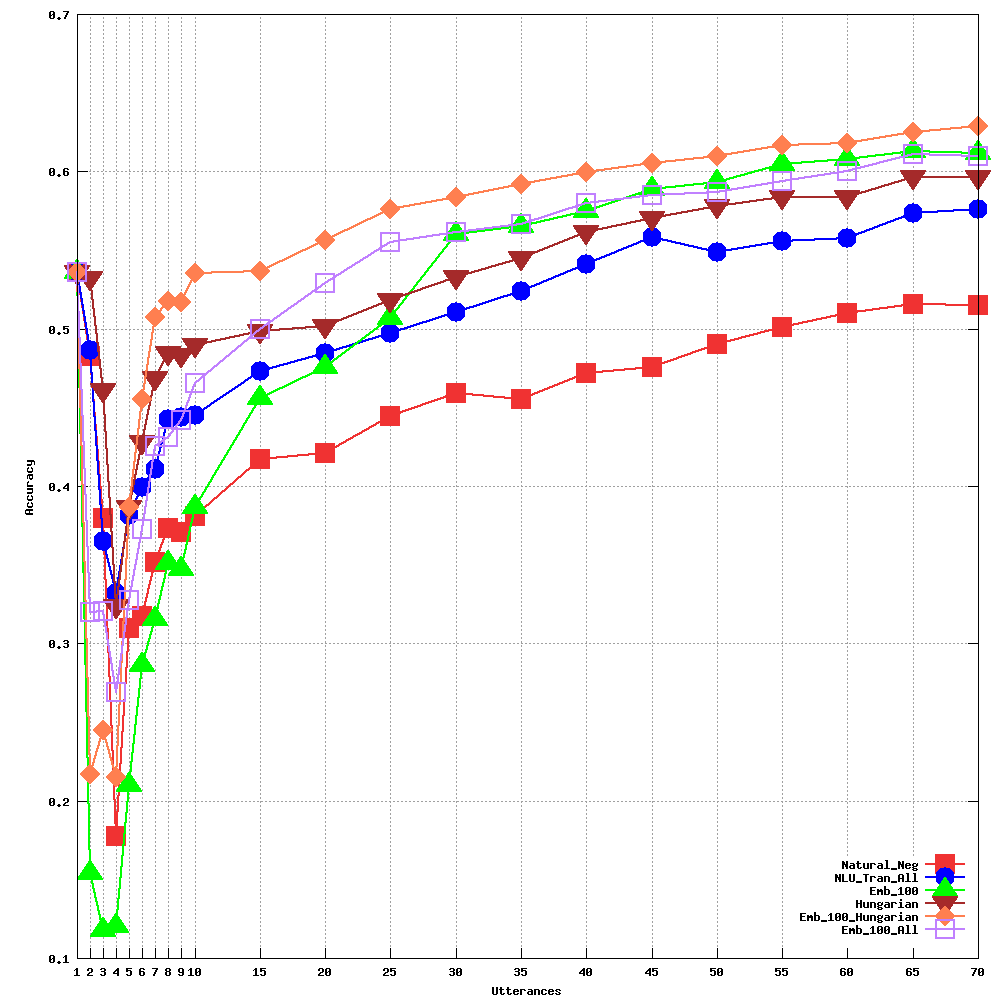 0.7
0.6
0.5
0.4
0.3
0.2
0.1
Accuracy
1 2 3 4 5 6 7 8 9 10 15 20 25 30 35 40 45 50 55 60 65 70
Utterances
Natural_Neg
NLU_Tran_All
Emb_100
Hungarian
Emb_100_Hungarian
Emb_100_All